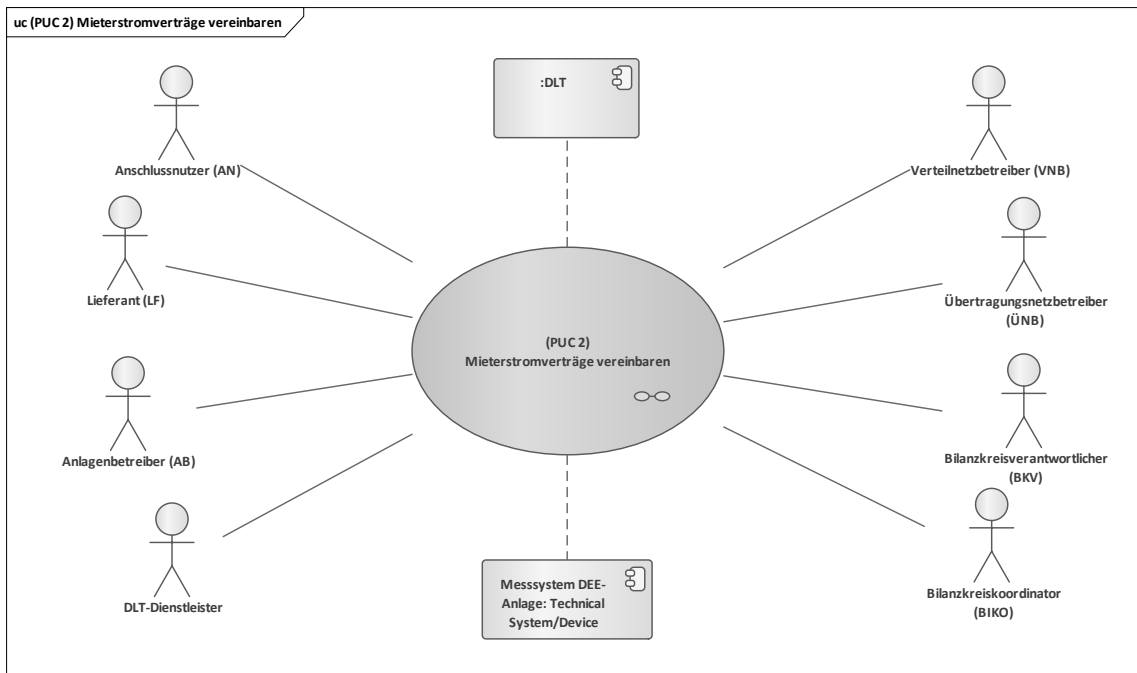 uc (PUC 2) Mieterstromverträge vereinbaren
:DLT
Anschlussnutzer (AN)
Verteilnetzbetreiber (VNB)
Lieferant (LF)
Übertragungsnetzbetreiber
(ÜNB)
(PUC 2)
Mieterstromverträge vereinbaren
Anlagenbetreiber (AB)
Bilanzkreisverantwortlicher
(BKV)
DLT-Dienstleister
Messsystem DEE-
Anlage: Technical
System/Device
Bilanzkreiskoordinator
(BIKO)